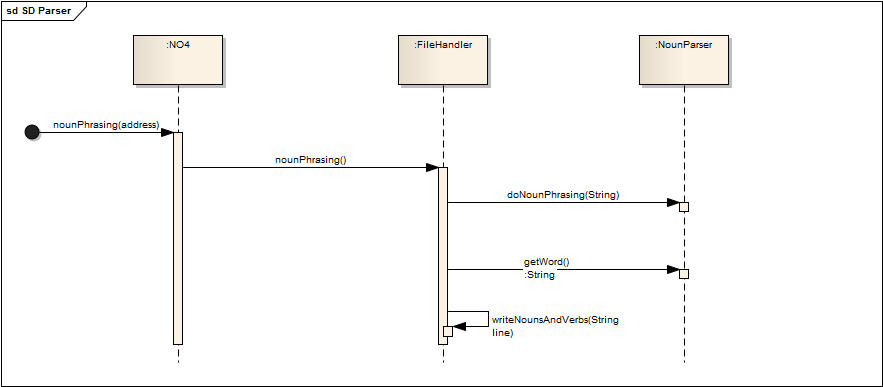 sd SD Parser
:NO4
:FileHandler
:NounParser
nounPhrasing(address)
nounPhrasing()
doNounPhrasing(String)
getWord()
:String
writeNounsAndVerbs(String
line)